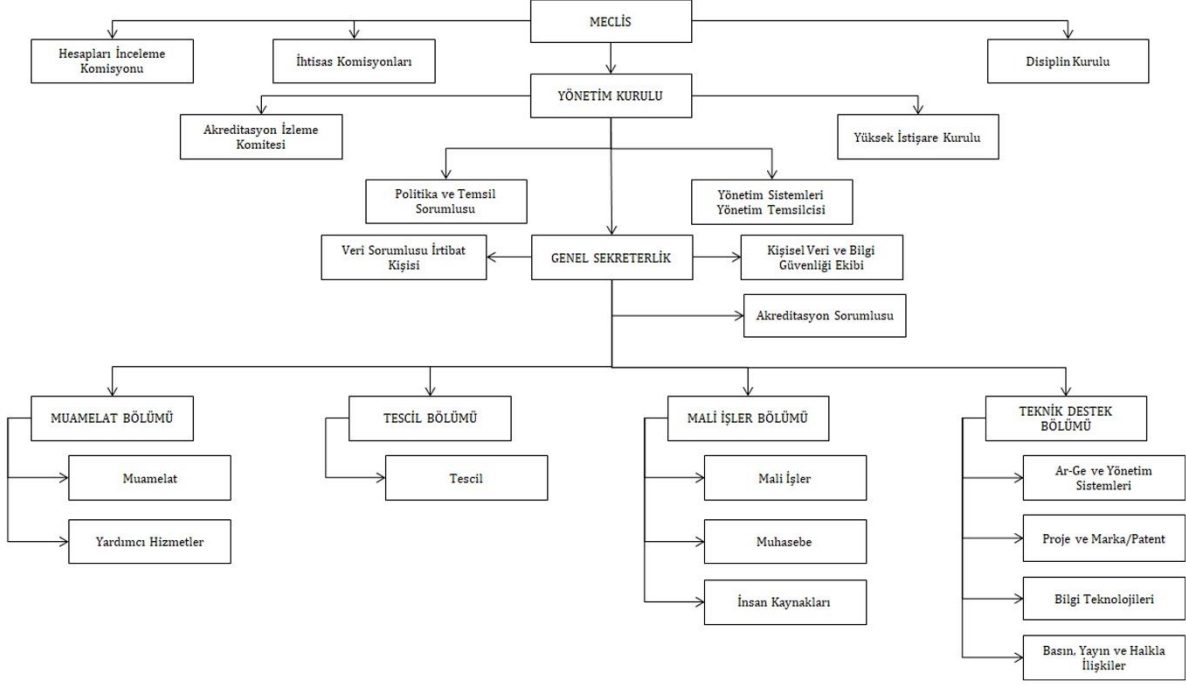 MECLİS
Hesapları İnceleme
Komisyonu
İhtisas Komisyonları
Disiplin Kurulu
YÖNETİM KURULU
Akreditasyon İzleme
Komitesi
Yüksek İstişare Kurulu
Politika ve Temsil
Sorumlusu
Yönetim Sistemleri
Yönetim Temsilcisi
Veri Sorumlusu İrtibat
Kişisi
GENEL SEKRETERLİK
Kişisel Veri ve Bilgi
Güvenliği Ekibi
Akreditasyon Sorumlusu
MUAMELAT BÖLÜMÜ
Muamelat
Yardımcı Hizmetler
TESCİL BÖLÜMÜ
Tescil
MALİ İŞLER BÖLÜMÜ
Mali İşler
Muhasebe
İnsan Kaynakları
TEKNİK DESTEK
BÖLÜMÜ
Ar-Ge ve Yönetim
Sistemleri
Proje ve Marka/Patent
Bilgi Teknolojileri
Basın, Yayın ve Halkla
İlişkiler